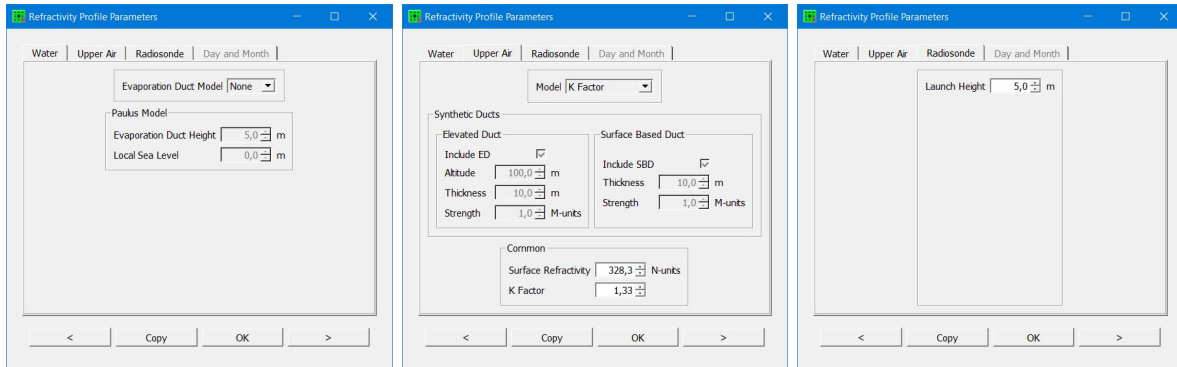 Refractivity Profile Parameters
Water Upper Air Radiosonde Day and Month
Evaporation Duct Model None
Paulus Model
Evaporation Duct Height 5,0 m
Local Sea Level 0,0 m
< Copy OK >
Refractivity Profile Parameters
Water Upper Air Radiosonde Day and Month
Model K Factor
Synthetic Ducts
Elevated Duct
Include ED
Altitude 100,0 m
Thickness 10,0 m
Strength 1,0 M-units
Surface Based Duct
Include SBD
Thickness 10,0 m
Strength 1,0 M-units
Common
Surface Refractivity 328,3 N-units
K Factor 1,33
< Copy OK >
Refractivity Profile Parameters
Water Upper Air Radiosonde Day and Month
Launch Height 5,0 m
< Copy OK >